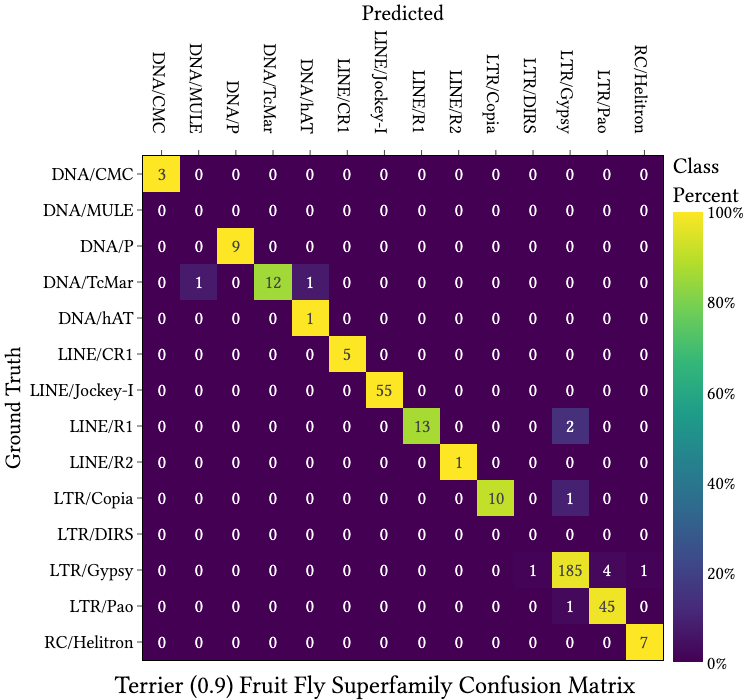 Predicted
DNA/CMC DNA/MULE DNA/P DNA/TcMar DNA/hAT LINE/CR1 LINE/Jockey-I LINE/R1 LINE/R2 LTR/Copia LTR/DIRS LTR/Gypsy LTR/Pao RC/Helitron
Ground Truth
DNA/CMC 3 0 0 0 0 0 0 0 0 0 0 0 0 0
DNA/MULE 0 0 0 0 0 0 0 0 0 0 0 0 0 0
DNA/P 0 0 9 0 0 0 0 0 0 0 0 0 0 0
DNA/TcMar 0 1 0 12 1 0 0 0 0 0 0 0 0 0
DNA/hAT 0 0 0 0 1 0 0 0 0 0 0 0 0 0
LINE/CR1 0 0 0 0 0 5 0 0 0 0 0 0 0 0
LINE/Jockey-I 0 0 0 0 0 0 55 0 0 0 0 0 0 0
LINE/R1 0 0 0 0 0 0 0 13 0 0 0 2 0 0
LINE/R2 0 0 0 0 0 0 0 0 1 0 0 0 0 0
LTR/Copia 0 0 0 0 0 0 0 0 0 10 0 1 0 0
LTR/DIRS 0 0 0 0 0 0 0 0 0 0 0 0 0 0
LTR/Gypsy 0 0 0 0 0 0 0 0 0 0 1 185 4 1
LTR/Pao 0 0 0 0 0 0 0 0 0 0 0 1 45 0
RC/Helitron 0 0 0 0 0 0 0 0 0 0 0 0 0 7
Class
Percent
100%
80%
60%
40%
20%
0%
Terrier (0.9) Fruit Fly Superfamily Confusion Matrix